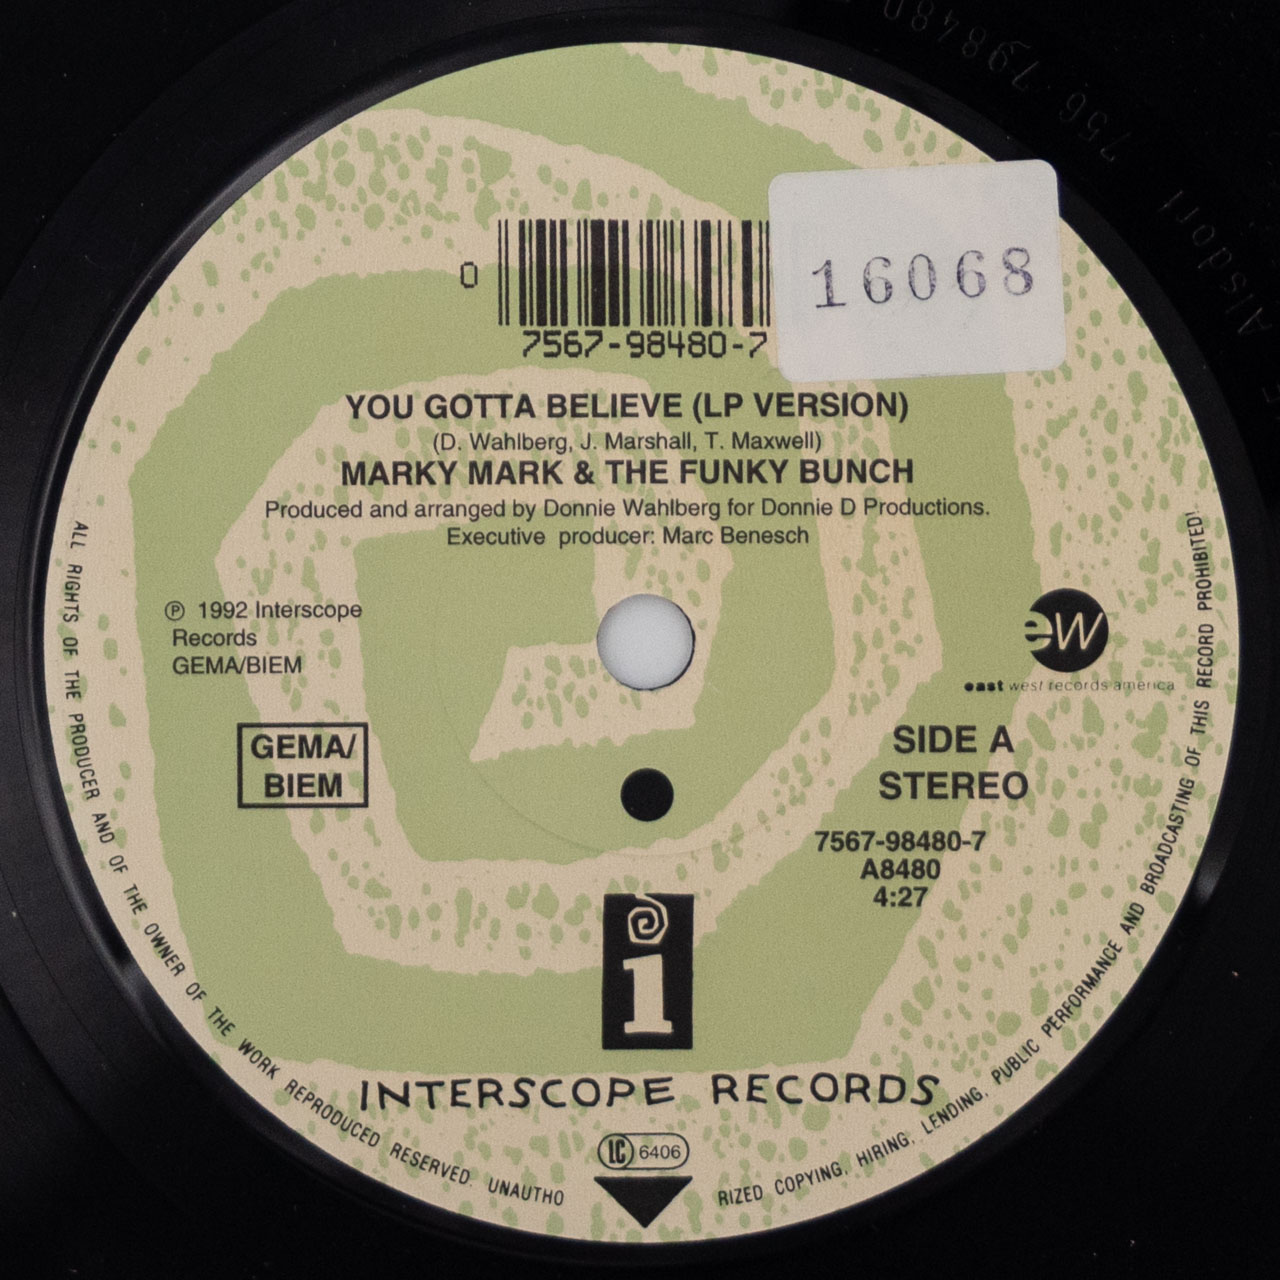 756 798480
Alsdorf
16068
0
7567-98480-7
YOU GOTTA BELIEVE (LP VERSION)
(D. Wahlberg, J. Marshall, T. Maxwell)
MARKY MARK & THE FUNKY BUNCH
Produced and arranged by Donnie Wahlberg for Donnie D Productions.
Executive producer: Marc Benesch
℗ 1992 Interscope
Records
GEMA/BIEM
GEMA/
BIEM
ew
east west records america
SIDE A
STEREO
7567-98480-7
A8480
4:27
i
INTERSCOPE RECORDS
LC 6406
ALL RIGHTS OF THE PRODUCER AND OF THE OWNER OF THE WORK REPRODUCED RESERVED. UNAUTHO
RIZED COPYING, HIRING, LENDING, PUBLIC PERFORMANCE AND BROADCASTING OF THIS RECORD PROHIBITED!